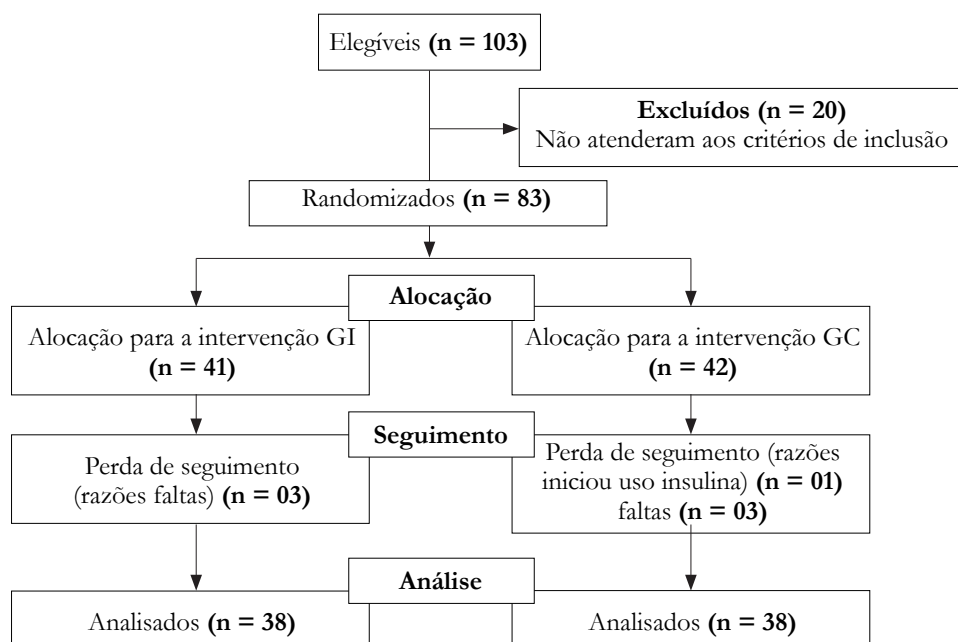 Elegíveis (n = 103)
Excluídos (n = 20)
Não atenderam aos critérios de inclusão
Randomizados (n = 83)
Alocação
Alocação para a intervenção GI
(n = 41)
Alocação para a intervenção GC
(n = 42)
Seguimento
Perda de seguimento
(razões faltas) (n = 03)
Perda de seguimento (razões
iniciou uso insulina) (n = 01)
faltas (n = 03)
Análise
Analisados (n = 38)
Analisados (n = 38)